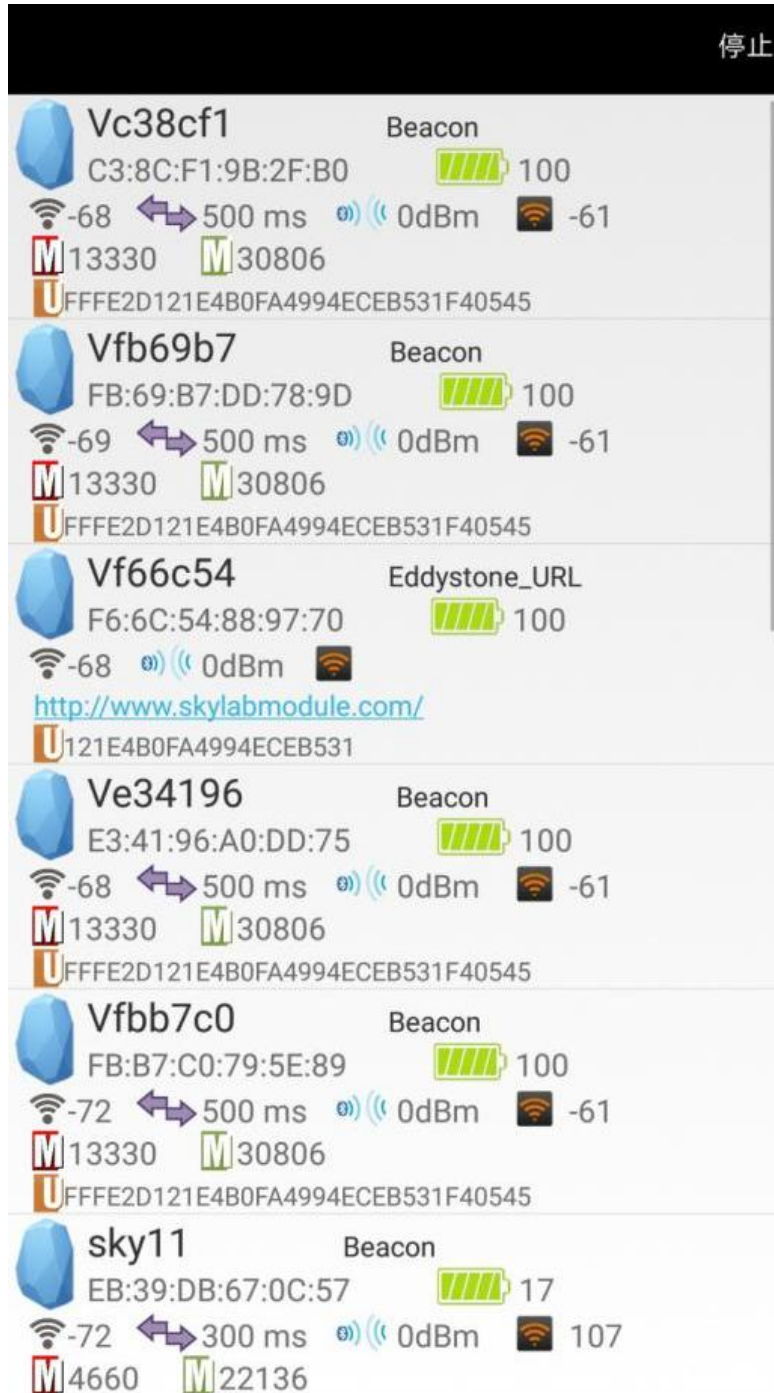 停止
Vc38cf1 Beacon
C3:8C:F1:9B:2F:B0 100
-68 500 ms 0dBm -61
M 13330 M 30806
U FFFE2D121E4B0FA4994ECEB531F40545
Vfb69b7 Beacon
FB:69:B7:DD:78:9D 100
-69 500 ms 0dBm -61
M 13330 M 30806
U FFFE2D121E4B0FA4994ECEB531F40545
Vf66c54 Eddystone_URL
F6:6C:54:88:97:70 100
-68 0dBm
http://www.skylabmodule.com/
U 121E4B0FA4994ECEB531
Ve34196 Beacon
E3:41:96:A0:DD:75 100
-68 500 ms 0dBm -61
M 13330 M 30806
U FFFE2D121E4B0FA4994ECEB531F40545
Vfbb7c0 Beacon
FB:B7:C0:79:5E:89 100
-72 500 ms 0dBm -61
M 13330 M 30806
U FFFE2D121E4B0FA4994ECEB531F40545
sky11 Beacon
EB:39:DB:67:0C:57 17
-72 300 ms 0dBm 107
M 4660 M 22136